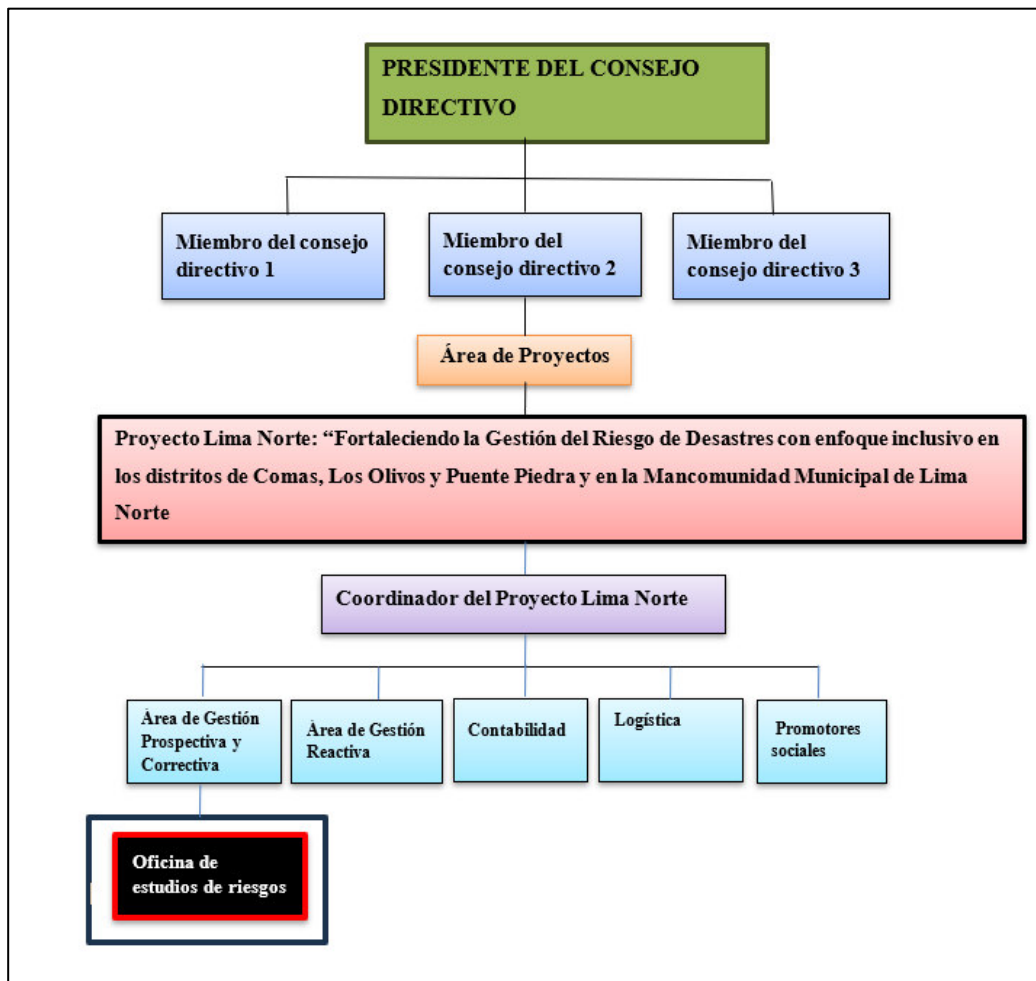 PRESIDENTE DEL CONSEJO
DIRECTIVO
Miembro del consejo
directivo 1
Miembro del
consejo directivo 2
Miembro del
consejo directivo 3
Área de Proyectos
Proyecto Lima Norte: “Fortaleciendo la Gestión del Riesgo de Desastres con enfoque inclusivo en
los distritos de Comas, Los Olivos y Puente Piedra y en la Mancomunidad Municipal de Lima
Norte
Coordinador del Proyecto Lima Norte
Área de Gestión
Prospectiva y
Correctiva
Área de Gestión
Reactiva
Contabilidad
Logística
Promotores
sociales
Oficina de
estudios de riesgos